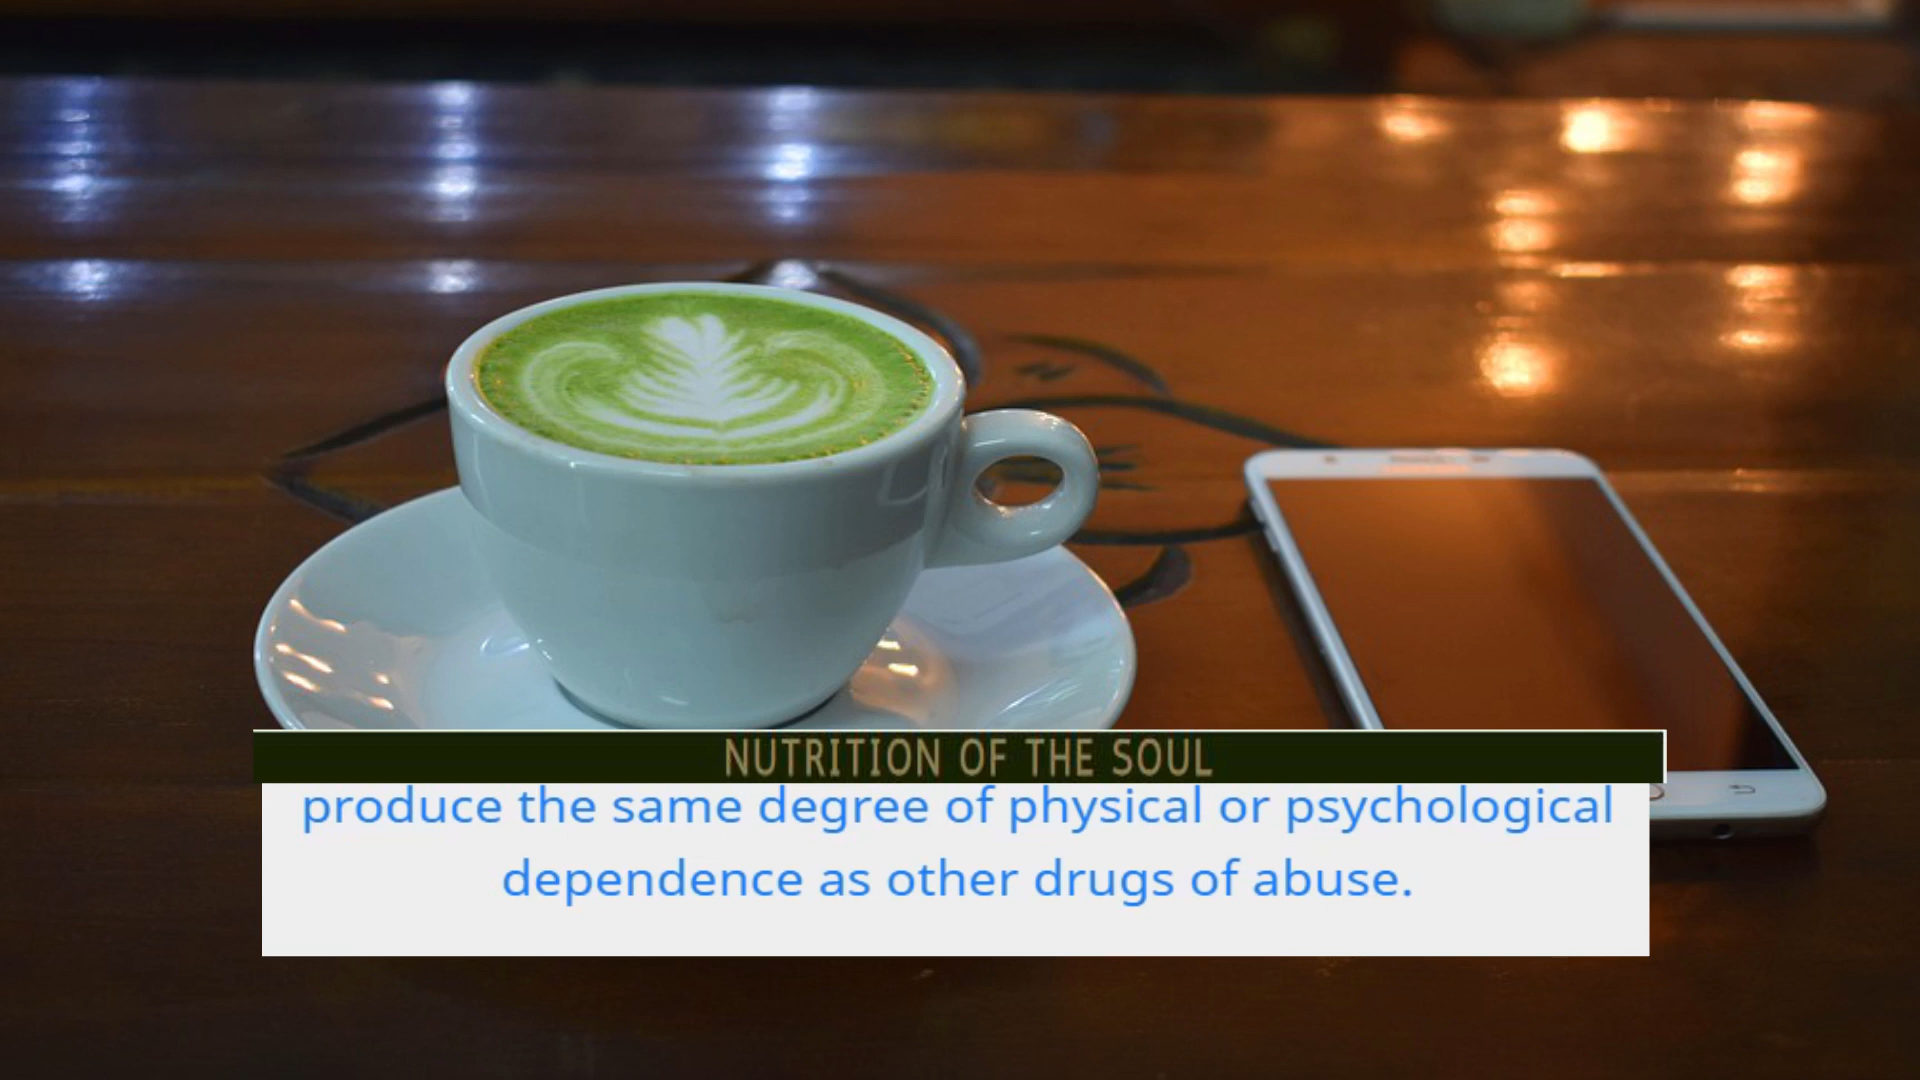 NUTRITION OF THE SOUL
produce the same degree of physical or psychological
dependence as other drugs of abuse.